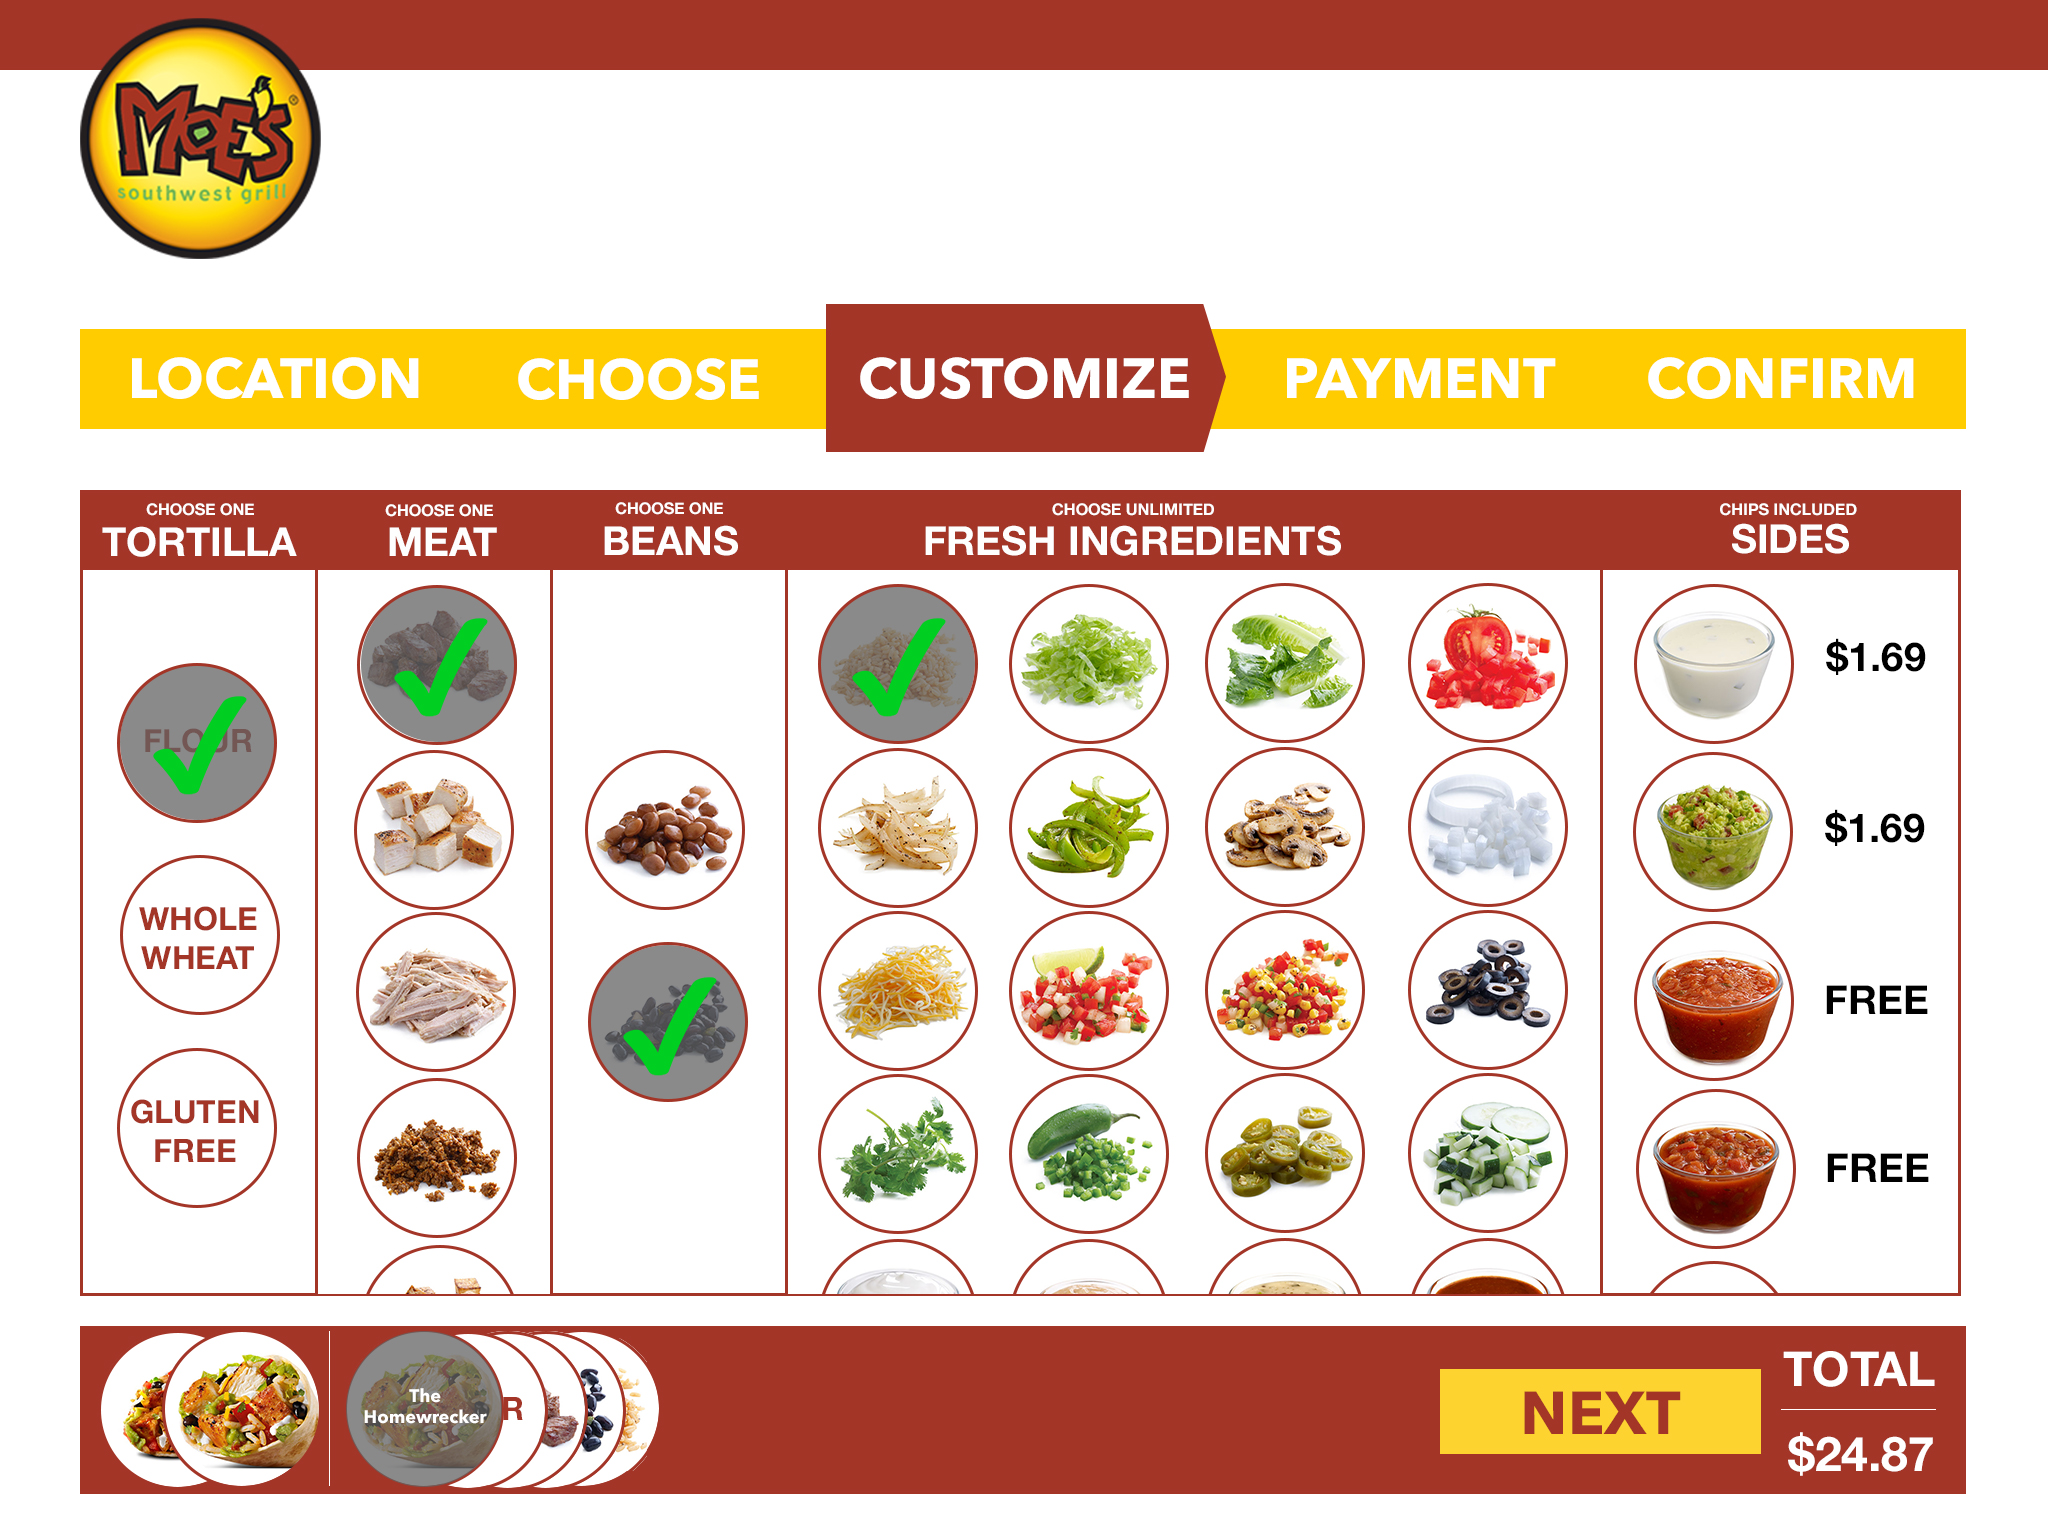 MOE'S®
southwest grill
LOCATION CHOOSE CUSTOMIZE PAYMENT CONFIRM
CHOOSE ONE
TORTILLA
CHOOSE ONE
MEAT
CHOOSE ONE
BEANS
CHOOSE UNLIMITED
FRESH INGREDIENTS
CHIPS INCLUDED
SIDES
FLOUR
WHOLE
WHEAT
GLUTEN
FREE
$1.69
$1.69
FREE
FREE
The
Homewrecker
R
NEXT
TOTAL
$24.87